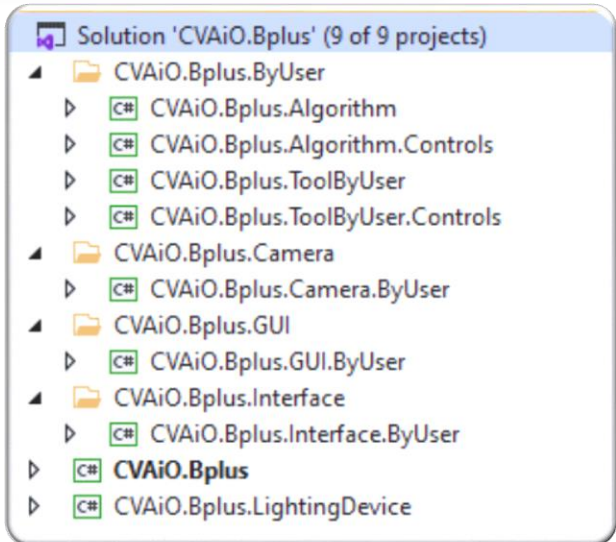 Solution 'CVAiO.Bplus' (9 of 9 projects)
CVAiO.Bplus.ByUser
C# CVAiO.Bplus.Algorithm
C# CVAiO.Bplus.Algorithm.Controls
C# CVAiO.Bplus.ToolByUser
C# CVAiO.Bplus.ToolByUser.Controls
CVAiO.Bplus.Camera
C# CVAiO.Bplus.Camera.ByUser
CVAiO.Bplus.GUI
C# CVAiO.Bplus.GUI.ByUser
CVAiO.Bplus.Interface
C# CVAiO.Bplus.Interface.ByUser
C# CVAiO.Bplus
C# CVAiO.Bplus.LightingDevice